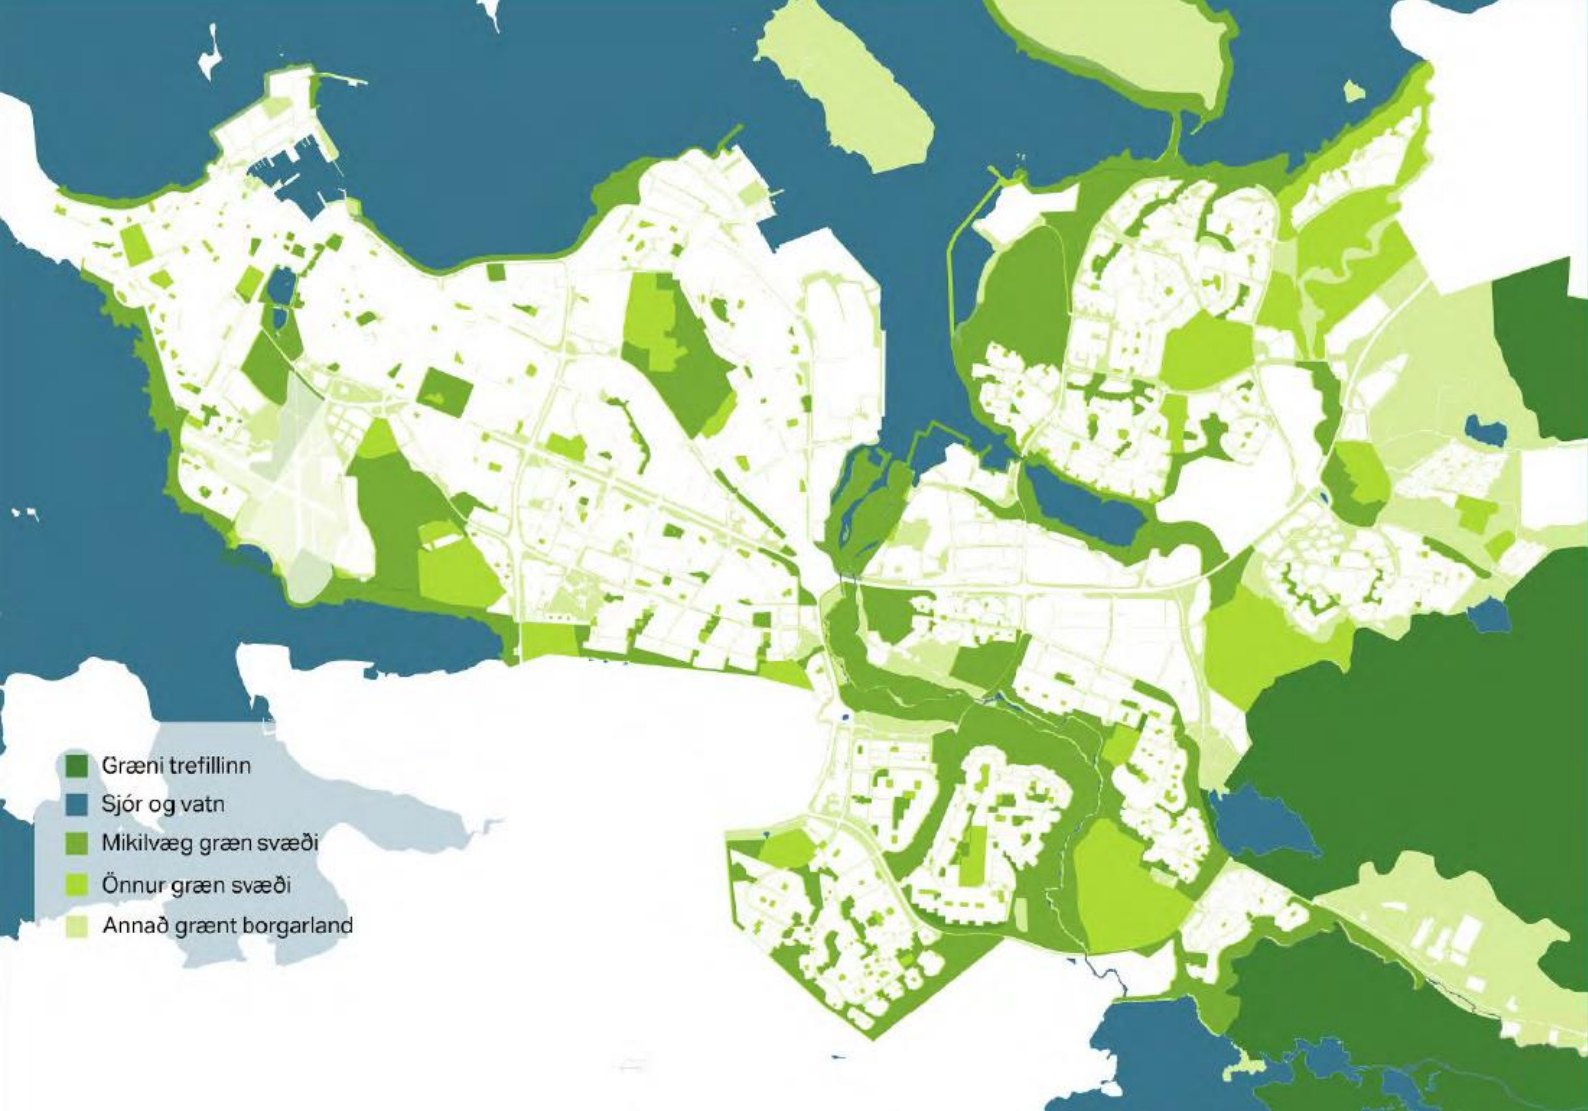 Græni trefillinn
Sjór og vatn
Mikilvæg græn svæði
Önnur græn svæði
Annað grænt borgarland